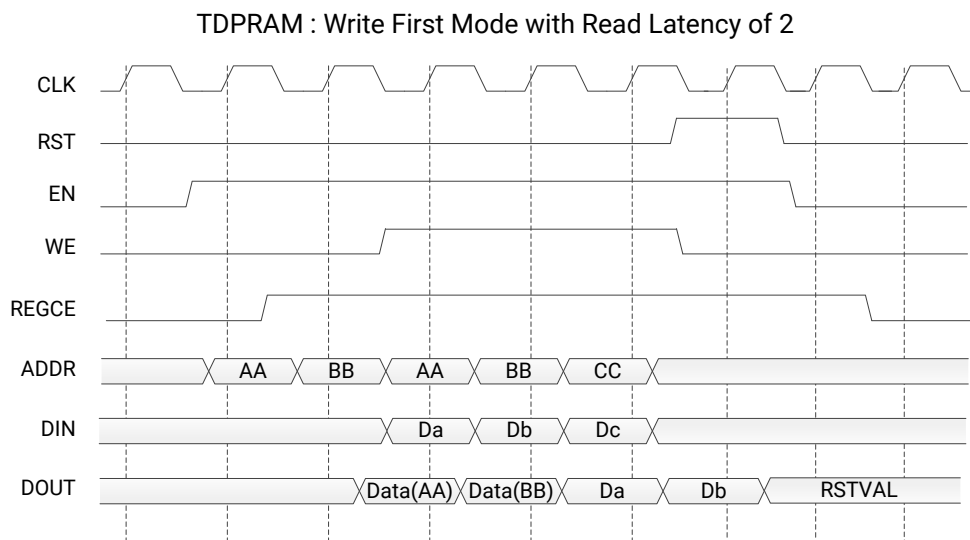 TDPRAM : Write First Mode with Read Latency of 2
CLK
RST
EN
WE
REGCE
ADDR AA BB AA BB CC
DIN Da Db Dc
DOUT Data(AA) Data(BB) Da Db RSTVAL